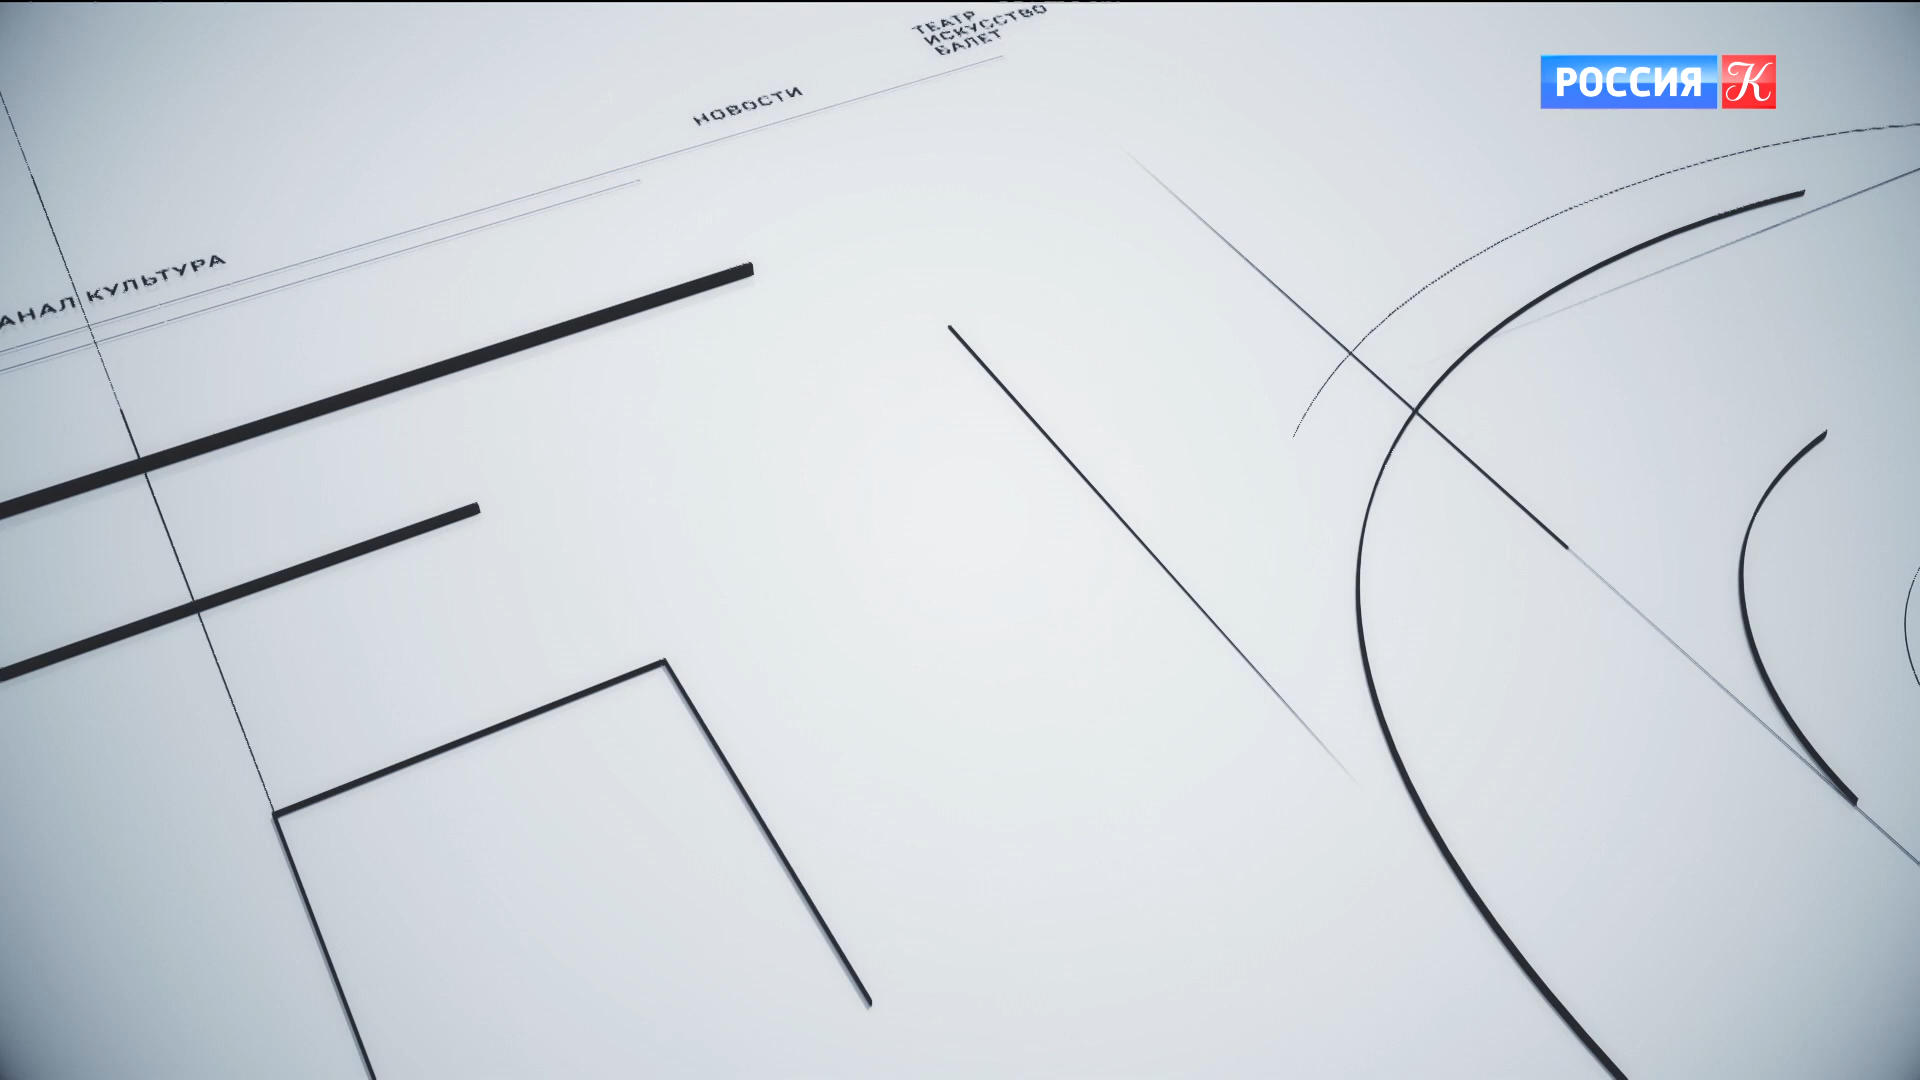 ТЕАТР
ИСКУССТВО
БАЛЕТ
НОВОСТИ
РОССИЯ К
АНАЛ КУЛЬТУРА